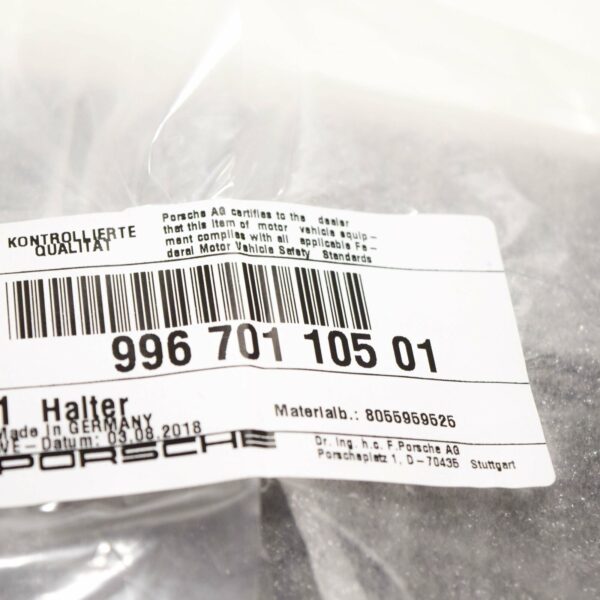 KONTROLLIERTE
QUALITÄT
Porsche AG certifies to the dealer
that this item of motor vehicle equip-
ment complies with all applicable Fe-
deral Motor Vehicle Safety Standards
996 701 105 01
1 Halter
Made in GERMANY
VE-Datum: 03.08.2018
PORSCHE
Materialb.: 8055959525
Dr. Ing. h.c. F.Porsche AG
Porscheplatz 1, D-70435 Stuttgart